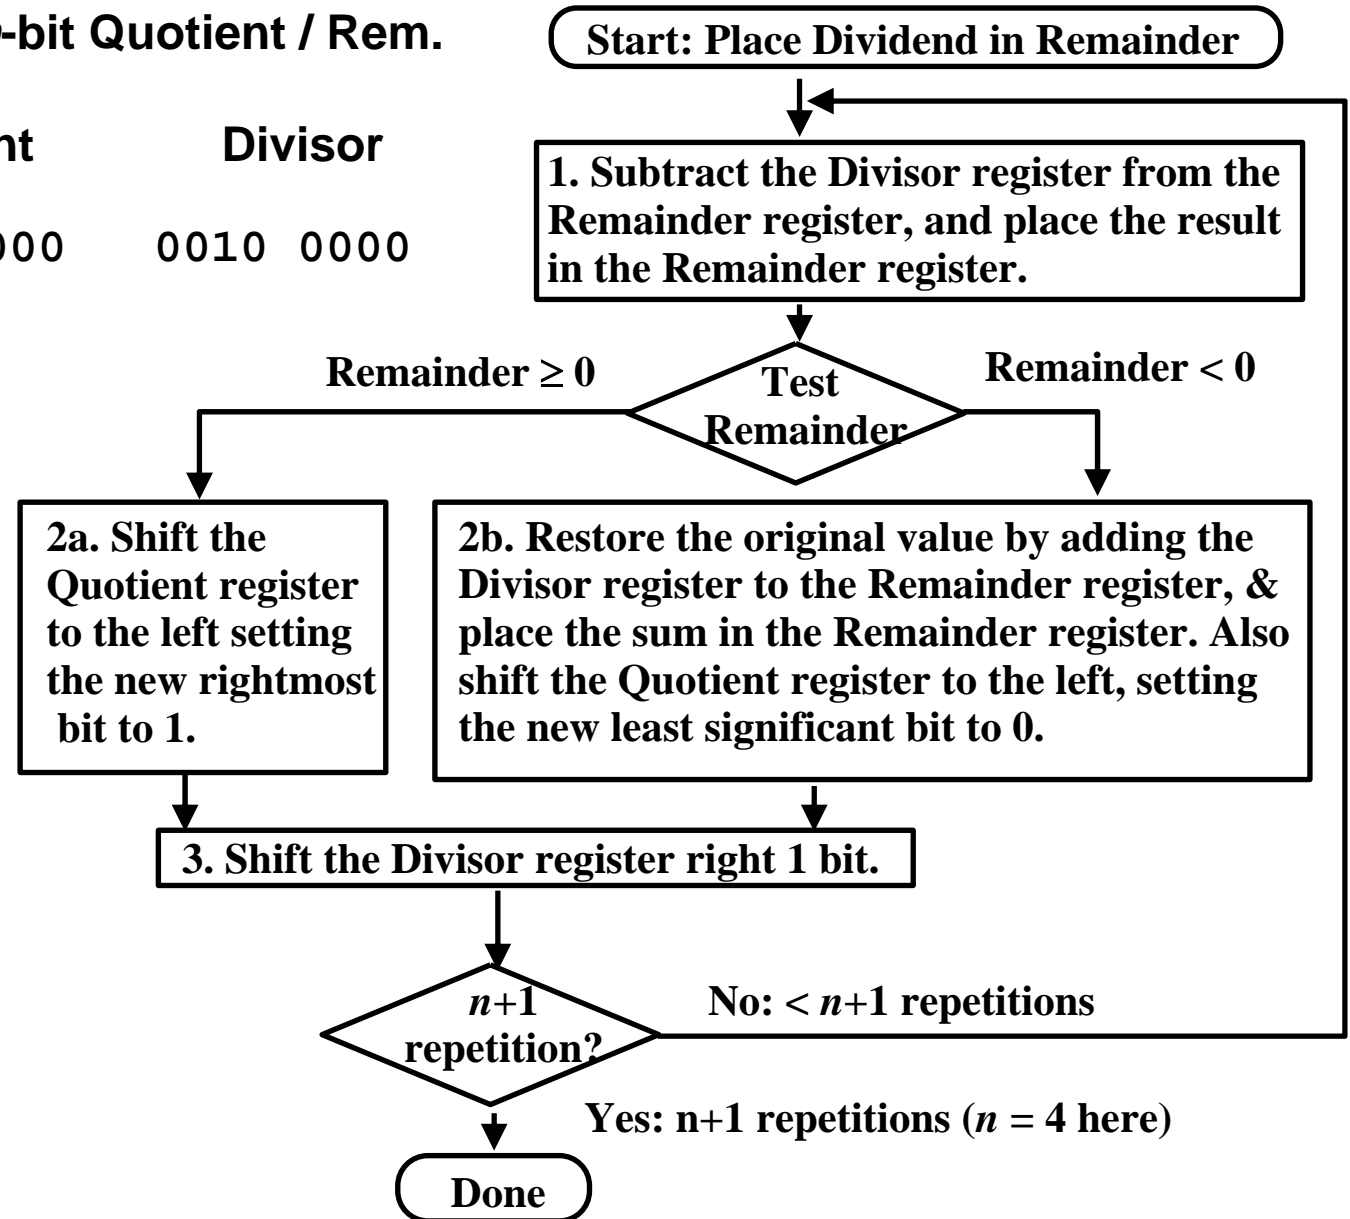 -bit Quotient / Rem.
Start: Place Dividend in Remainder
nt Divisor
000 0010 0000
1. Subtract the Divisor register from the
Remainder register, and place the result
in the Remainder register.
Remainder ≥ 0
Test
Remainder
Remainder < 0
2a. Shift the
Quotient register
to the left setting
the new rightmost
bit to 1.
2b. Restore the original value by adding the
Divisor register to the Remainder register, &
place the sum in the Remainder register. Also
shift the Quotient register to the left, setting
the new least significant bit to 0.
3. Shift the Divisor register right 1 bit.
n+1
repetition?
No: < n+1 repetitions
Yes: n+1 repetitions (n = 4 here)
Done